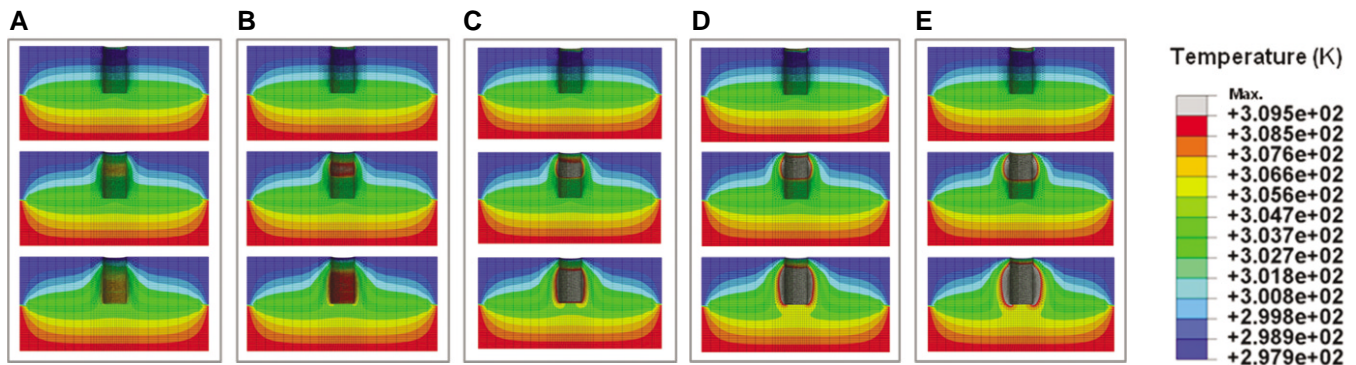 A
B
C
D
E
Temperature (K)
Max.
+3.095e+02
+3.085e+02
+3.076e+02
+3.066e+02
+3.056e+02
+3.047e+02
+3.037e+02
+3.027e+02
+3.018e+02
+3.008e+02
+2.998e+02
+2.989e+02
+2.979e+02